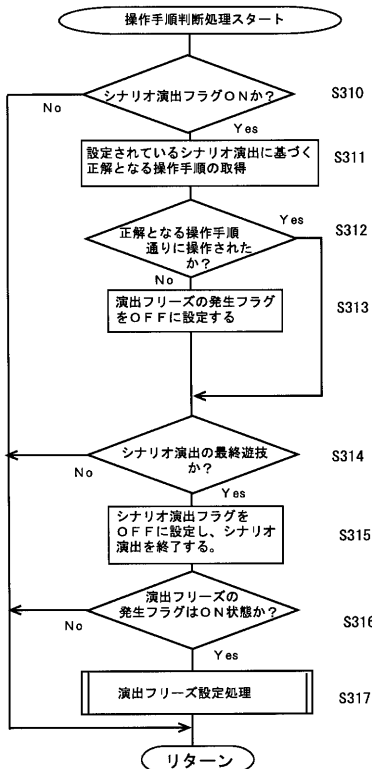 操作手順判断処理スタート
シナリオ演出フラグONか？
S310
No
Yes
設定されているシナリオ演出に基づく
正解となる操作手順の取得
S311
正解となる操作手順
通りに操作された
か？
Yes
S312
No
演出フリーズの発生フラグ
をOFFに設定する
S313
シナリオ演出の最終遊技
か？
S314
No
Yes
シナリオ演出フラグを
OFFに設定し、シナリオ
演出を終了する。
S315
演出フリーズの
発生フラグはON状態か？
S316
No
Yes
演出フリーズ設定処理
S317
リターン